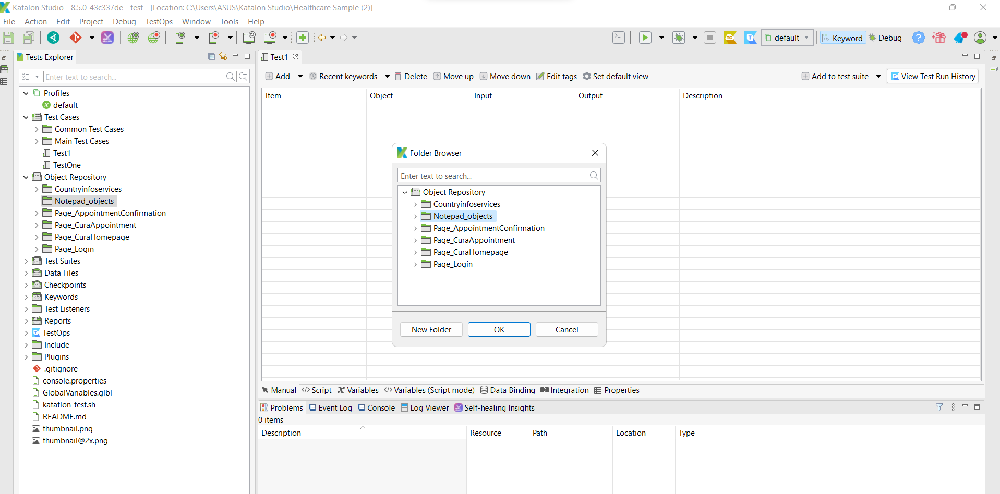 Katalon Studio - 8.5.0-43c337de - test - [Location: C:\Users\ASUS\Katalon Studio\Healthcare Sample (2)]
File Action Edit Project Debug TestOps Window Tools Help
default Keyword Debug
Tests Explorer
Enter text to search...
Profiles
default
Test Cases
Common Test Cases
Main Test Cases
Test1
TestOne
Object Repository
Countryinfoservices
Notepad_objects
Page_AppointmentConfirmation
Page_CuraAppointment
Page_CuraHomepage
Page_Login
Test Suites
Data Files
Checkpoints
Keywords
Test Listeners
Reports
TestOps
Include
Plugins
.gitignore
console.properties
GlobalVariables.glbl
katatlon-test.sh
README.md
thumbnail.png
thumbnail@2x.png
Test1
Add Recent keywords Delete Move up Move down Edit tags Set default view Add to test suite View Test Run History
Item Object Input Output Description
Folder Browser
Enter text to search...
Object Repository
Countryinfoservices
Notepad_objects
Page_AppointmentConfirmation
Page_CuraAppointment
Page_CuraHomepage
Page_Login
New Folder OK Cancel
Manual </> Script Variables </> Variables (Script mode) Data Binding Integration Properties
Problems Event Log Console Log Viewer Self-healing Insights
0 items
Description Resource Path Location Type